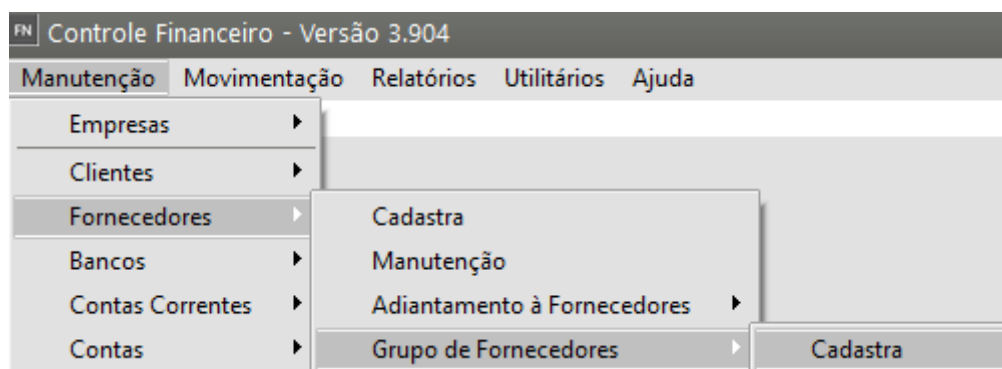 FN Controle Financeiro - Versão 3.904
Manutenção Movimentação Relatórios Utilitários Ajuda
Empresas
Clientes
Fornecedores Cadastra
Bancos Manutenção
Contas Correntes Adiantamento à Fornecedores
Contas Grupo de Fornecedores Cadastra